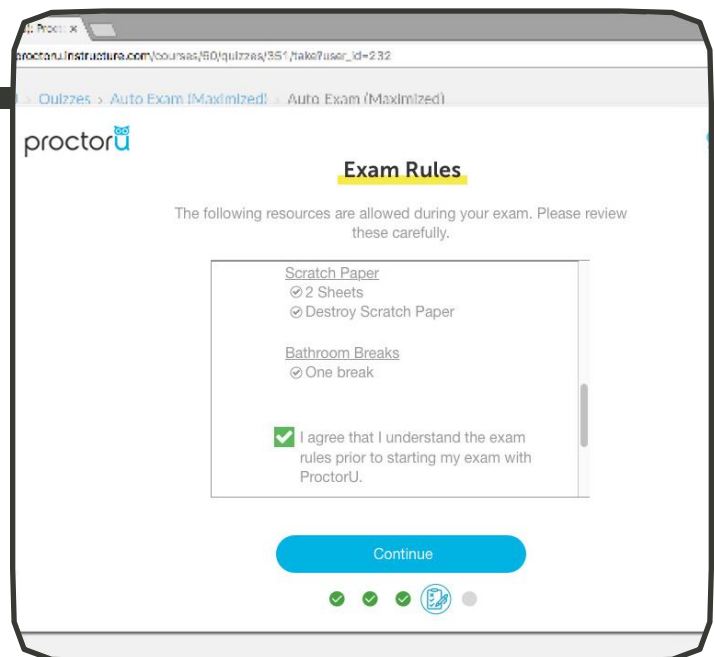 proctoru.instructure.com/courses/60/quizzes/351/take?user_id=232
Quizzes > Auto Exam (Maximized) > Auto Exam (Maximized)
proctorU
Exam Rules
The following resources are allowed during your exam. Please review
these carefully.
Scratch Paper
2 Sheets
Destroy Scratch Paper
Bathroom Breaks
One break
I agree that I understand the exam
rules prior to starting my exam with
ProctorU.
Continue